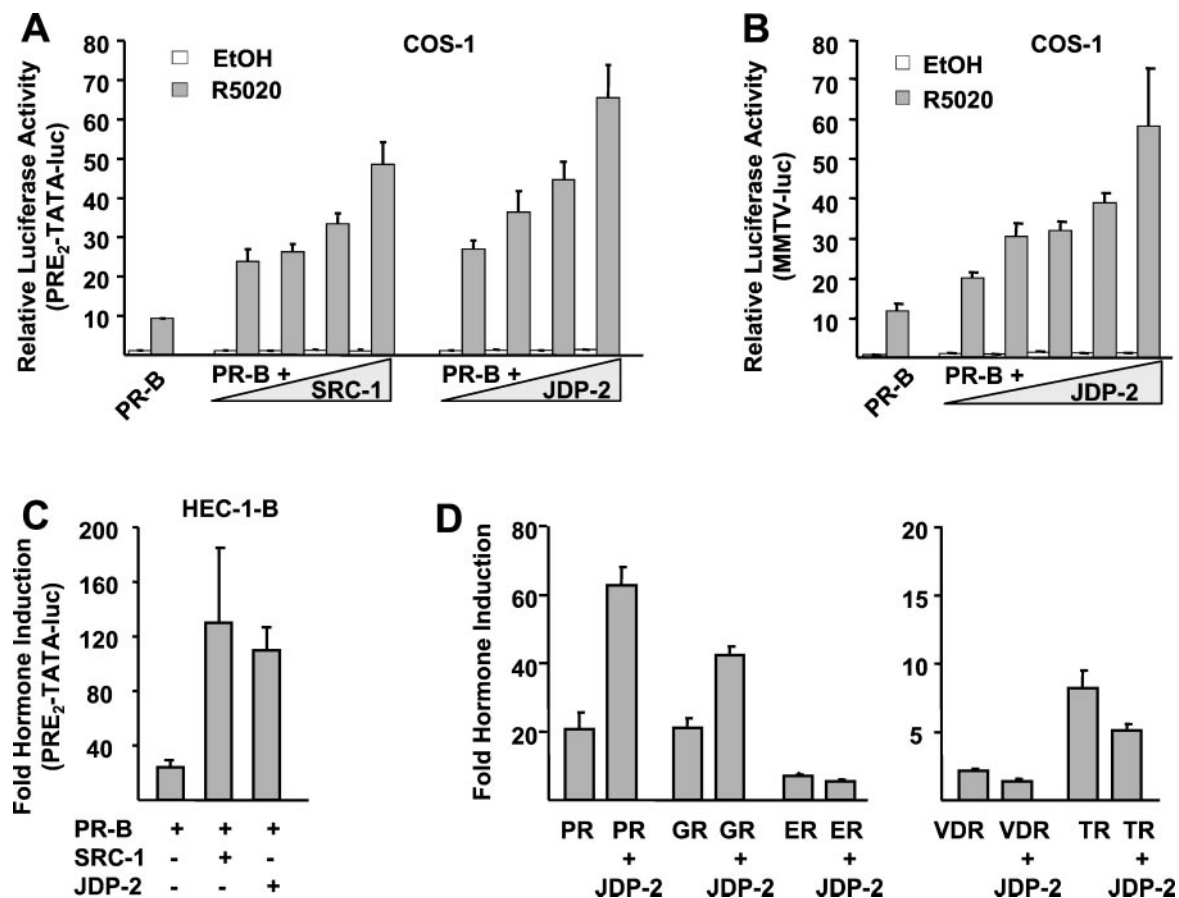 A
COS-1
EtOH
R5020
Relative Luciferase Activity
(PRE2-TATA-luc)
80
70
60
50
40
30
20
10
PR-B
PR-B +
SRC-1
PR-B +
JDP-2
B
COS-1
EtOH
R5020
Relative Luciferase Activity
(MMTV-luc)
80
70
60
50
40
30
20
10
PR-B
PR-B +
JDP-2
C
HEC-1-B
Fold Hormone Induction
(PRE2-TATA-luc)
200
160
120
80
40
PR-B + + +
SRC-1 - + -
JDP-2 - - +
D
Fold Hormone Induction
80
60
40
20
PR PR GR GR ER ER
+ + +
JDP-2 JDP-2 JDP-2
20
15
10
5
VDR VDR TR TR
+ +
JDP-2 JDP-2